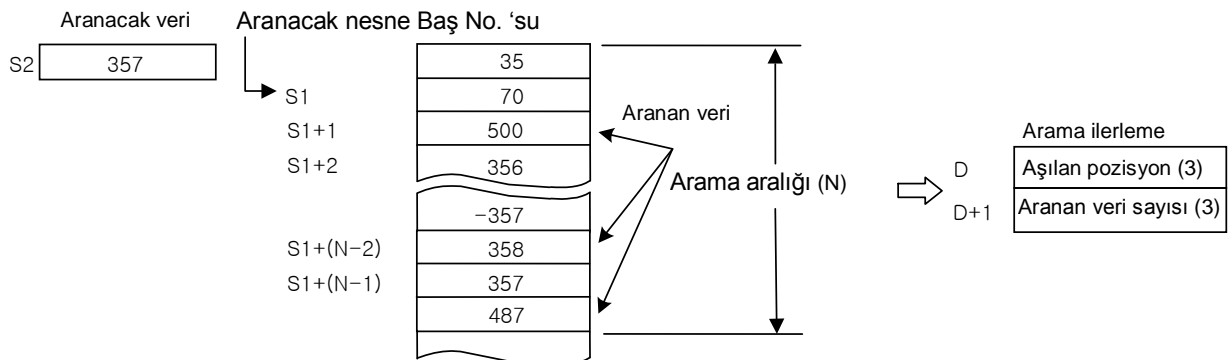 Aranacak veri
Aranacak nesne Baş No. ‘su
S2
357
35
S1
70
S1+1
500
S1+2
356
-357
S1+(N-2)
358
S1+(N-1)
357
487
Aranan veri
Arama aralığı (N)
Arama ilerleme
D
Aşılan pozisyon (3)
D+1
Aranan veri sayısı (3)